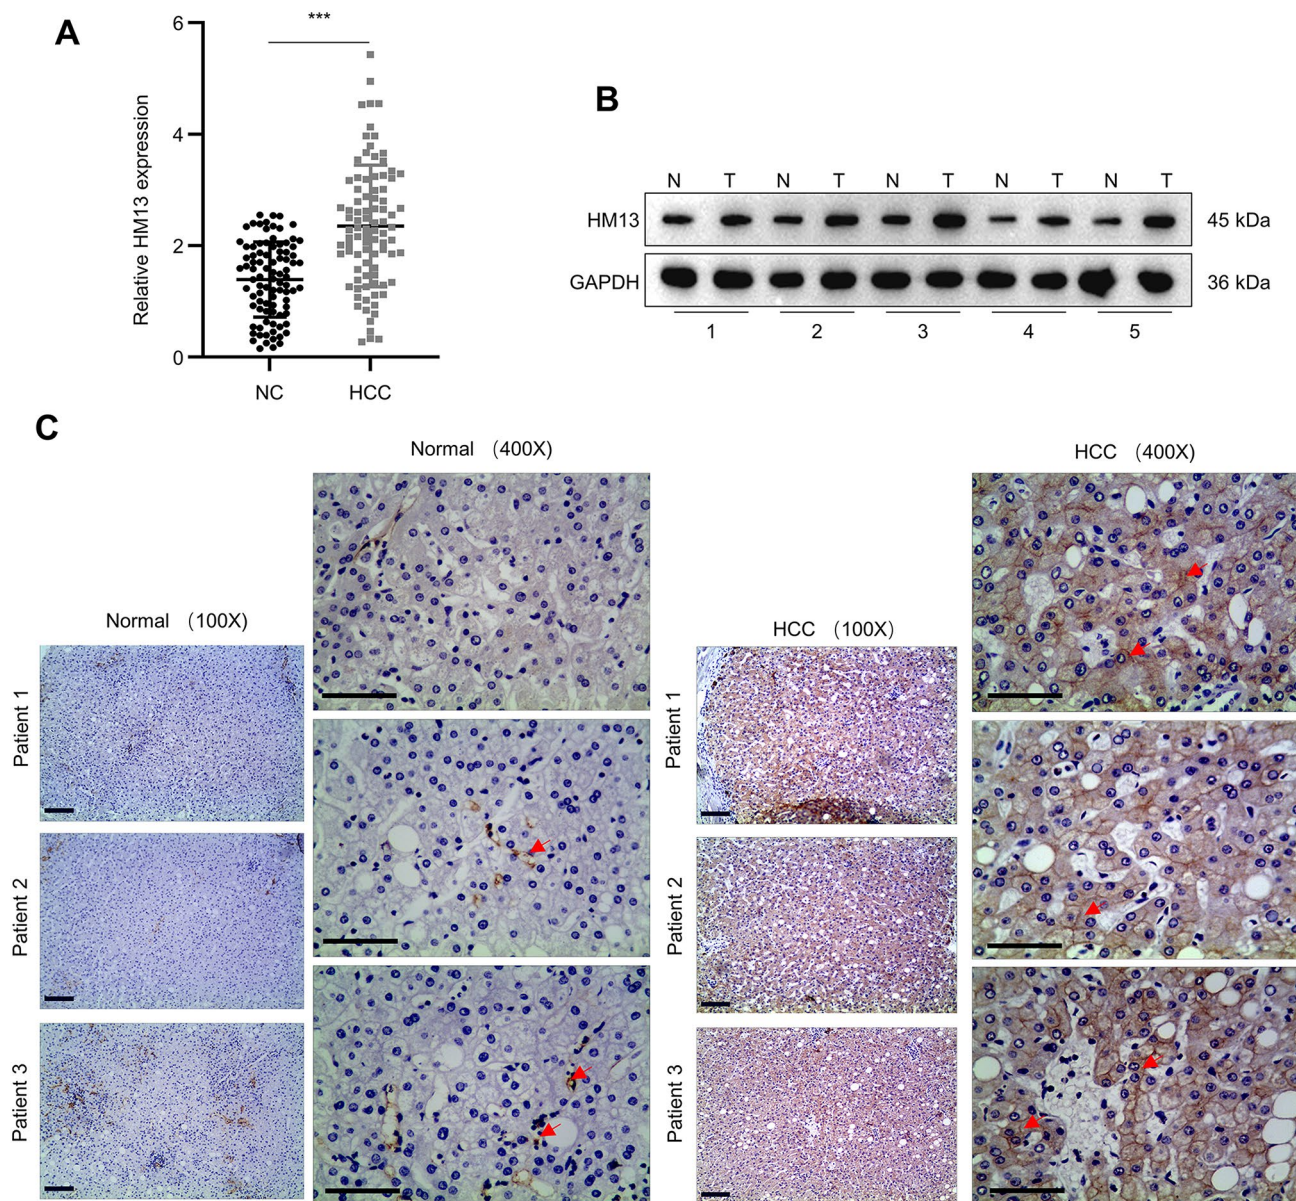 A
***
6
4
2
0
Relative HM13 expression
NC HCC
B
N T N T N T N T N T
HM13 45 kDa
GAPDH 36 kDa
1 2 3 4 5
C
Normal （400X)
HCC （400X)
Normal （100X)
HCC （100X)
Patient 1
Patient 2
Patient 3
Patient 1
Patient 2
Patient 3